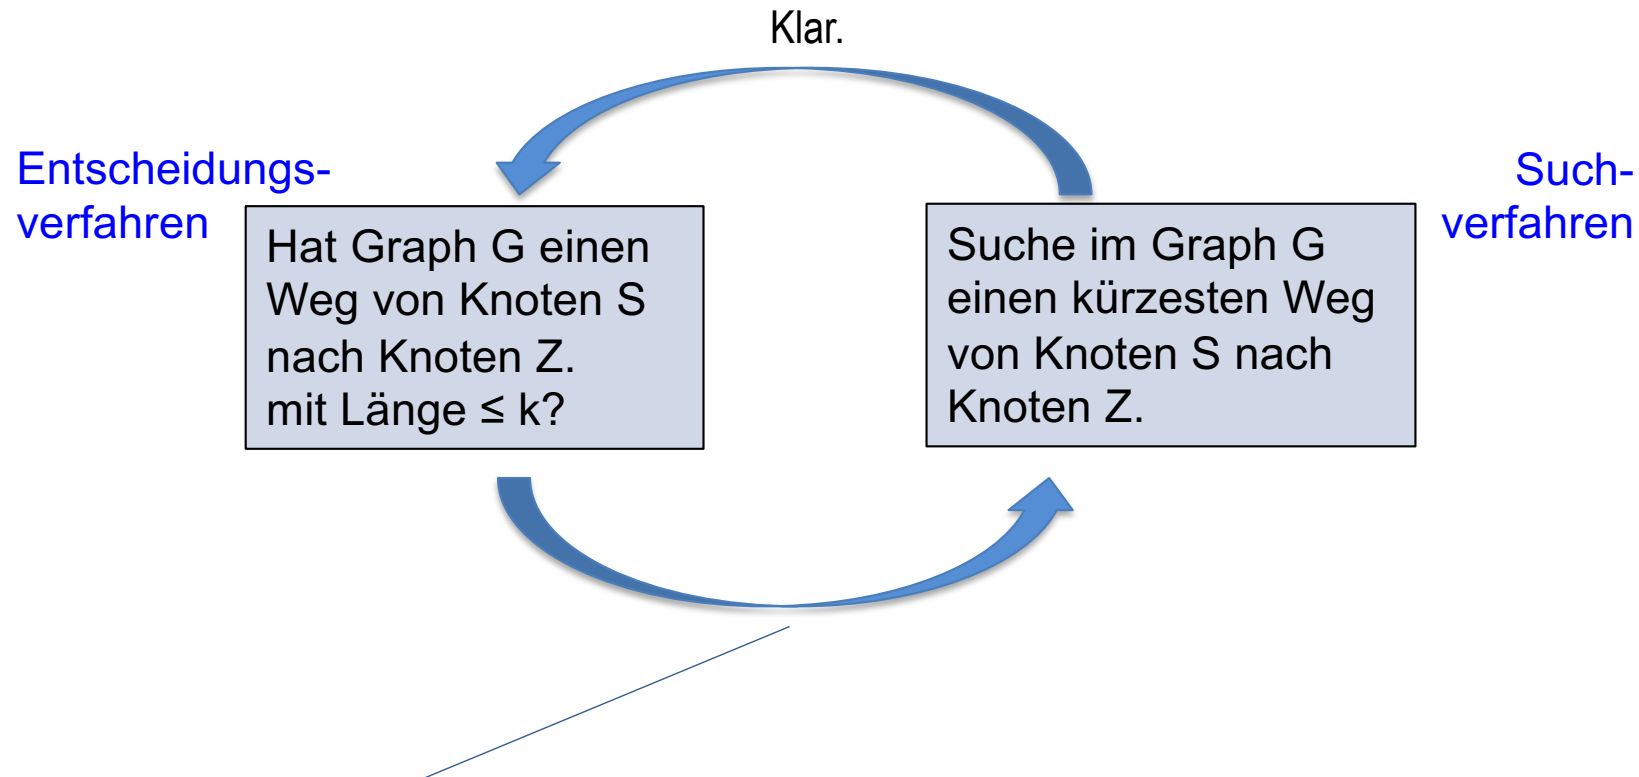 Klar.
Entscheidungs-
verfahren
Such-
verfahren
Hat Graph G einen
Weg von Knoten S
nach Knoten Z.
mit Länge ≤ k?
Suche im Graph G
einen kürzesten Weg
von Knoten S nach
Knoten Z.